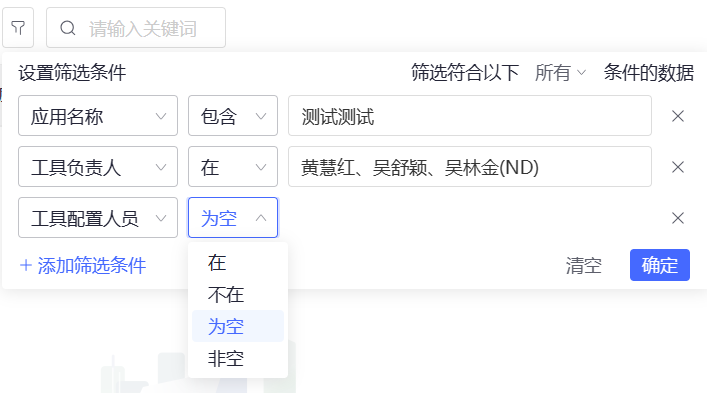 请输入关键词
设置筛选条件 筛选符合以下 所有 条件的数据
应用名称 包含 测试测试
工具负责人 在 黄慧红、吴舒颖、吴林金(ND)
工具配置人员 为空
+ 添加筛选条件 清空 确定
在
不在
为空
非空